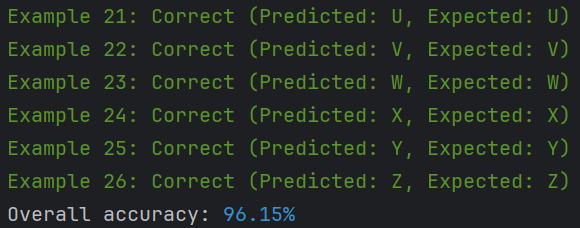 Example 21: Correct (Predicted: U, Expected: U)
Example 22: Correct (Predicted: V, Expected: V)
Example 23: Correct (Predicted: W, Expected: W)
Example 24: Correct (Predicted: X, Expected: X)
Example 25: Correct (Predicted: Y, Expected: Y)
Example 26: Correct (Predicted: Z, Expected: Z)
Overall accuracy: 96.15%